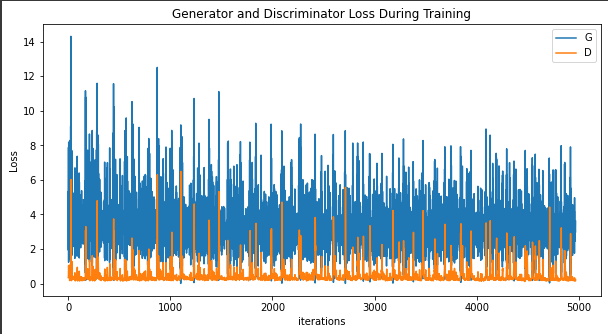 Generator and Discriminator Loss During Training
G
D
14
12
10
8
6
4
2
0
Loss
0
1000
2000
3000
4000
5000
iterations